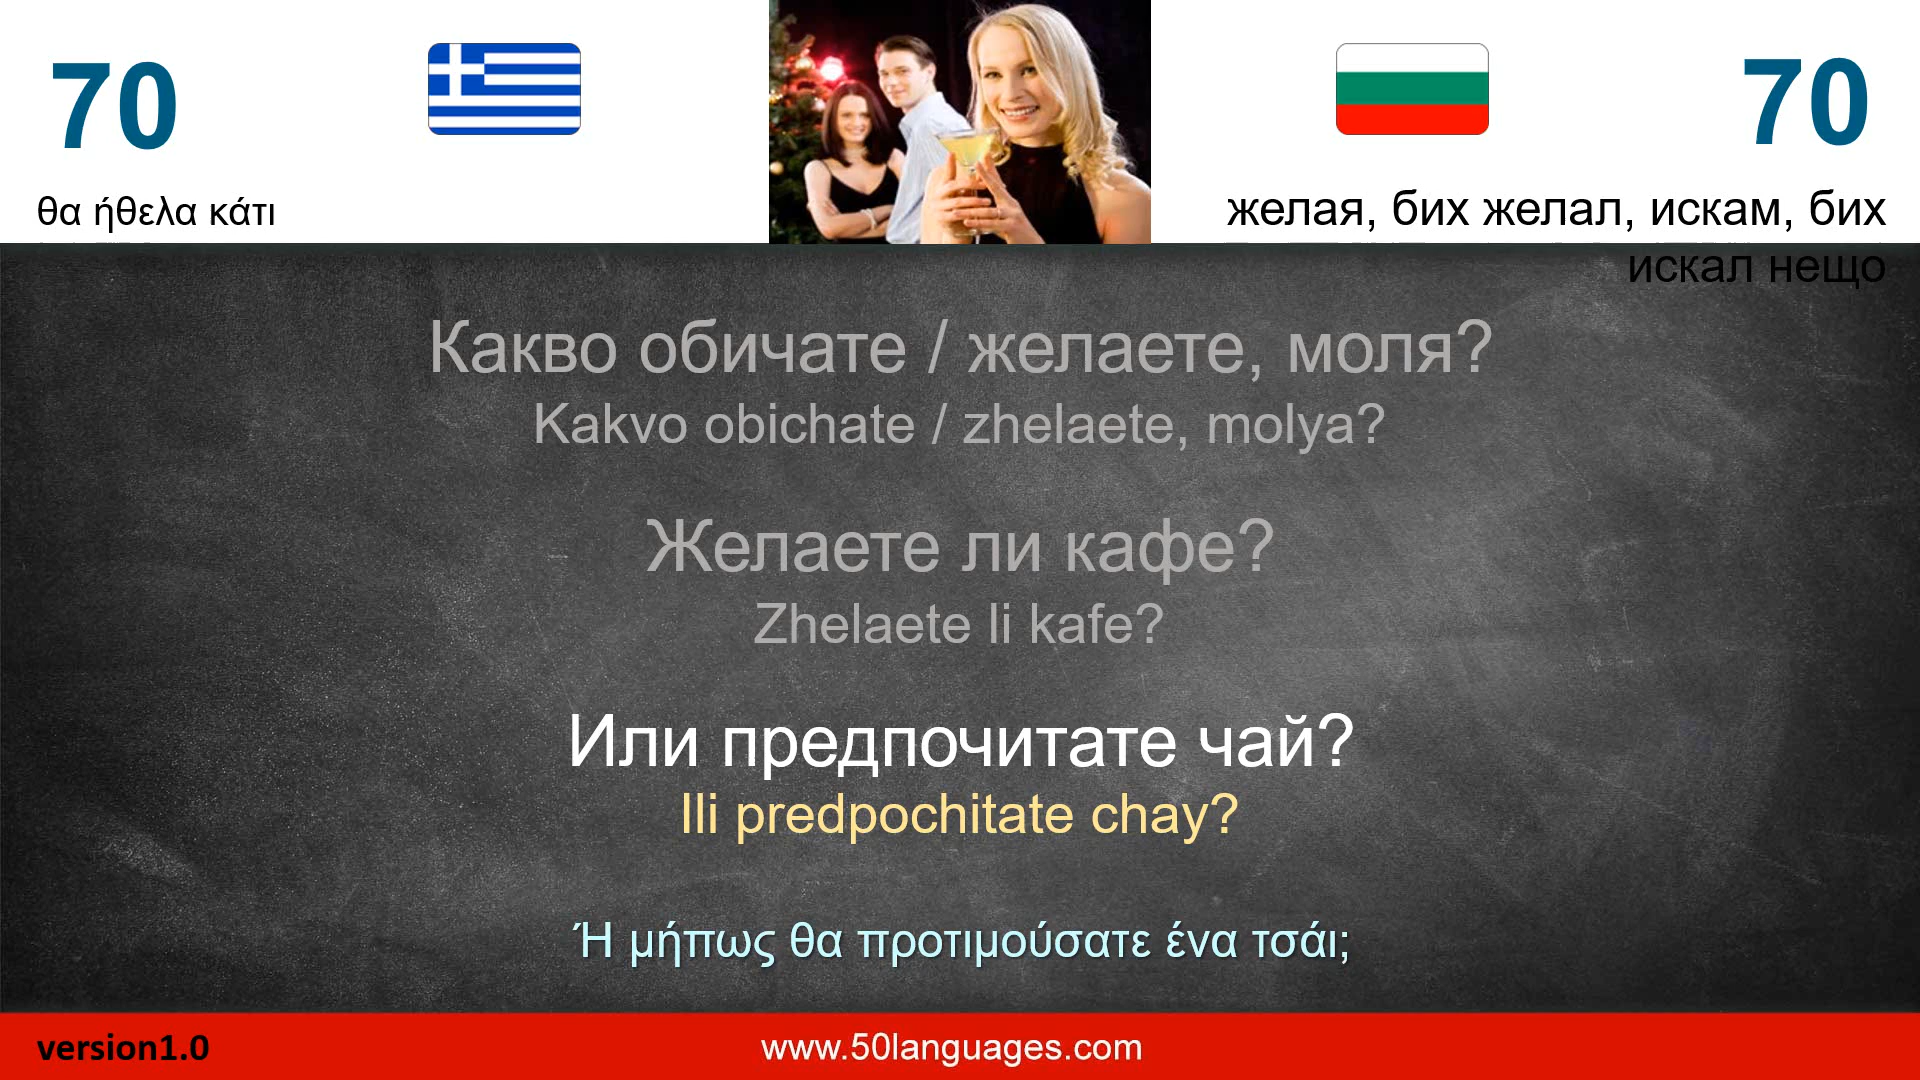 70
70
θα ήθελα κάτι
желая, бих желал, искам, бих
искал нещо
Какво обичате / желаете, моля?
Kakvo obichate / zhelaete, molya?
Желаете ли кафе?
Zhelaete li kafe?
Или предпочитате чай?
Ili predpochitate chay?
Ή μήπως θα προτιμούσατε ένα τσάι;
version1.0
www.50languages.com